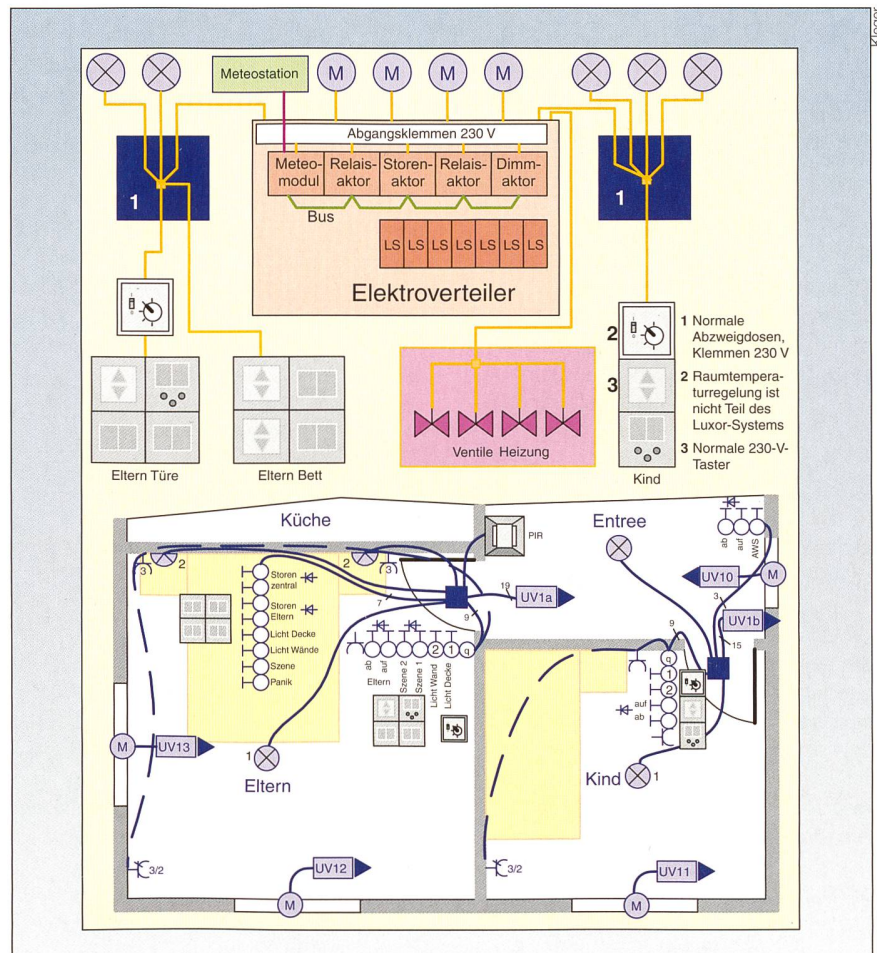 Kleger
Meteostation
M
M
M
M
Abgangsklemmen 230 V
Meteo-
modul
Relais-
aktor
Storen-
aktor
Relais-
aktor
Dimm-
aktor
Bus
LS LS LS LS LS LS LS
Elektroverteiler
1
1
2
3
Eltern Türe
Eltern Bett
Ventile Heizung
Kind
1 Normale
Abzweigdosen,
Klemmen 230 V
2 Raumtempera-
turregelung ist
nicht Teil des
Luxor-Systems
3 Normale 230-V-
Taster
Küche
PIR
Entree
ab
auf
AWS
3
2
2
3
Storen
zentral
Storen
Eltern
Licht Decke
Licht Wände
Szene
Panik
7
19
9
UV1a
UV10
M
3
UV1b
15
9
ab
auf
Eltern
Szene 2
Szene 1
Licht Wand
Licht Decke
2
1
q
q
1
2
auf
ab
M
UV13
1
Eltern
Kind
1
3/2
UV12
M
3/2
UV11
M